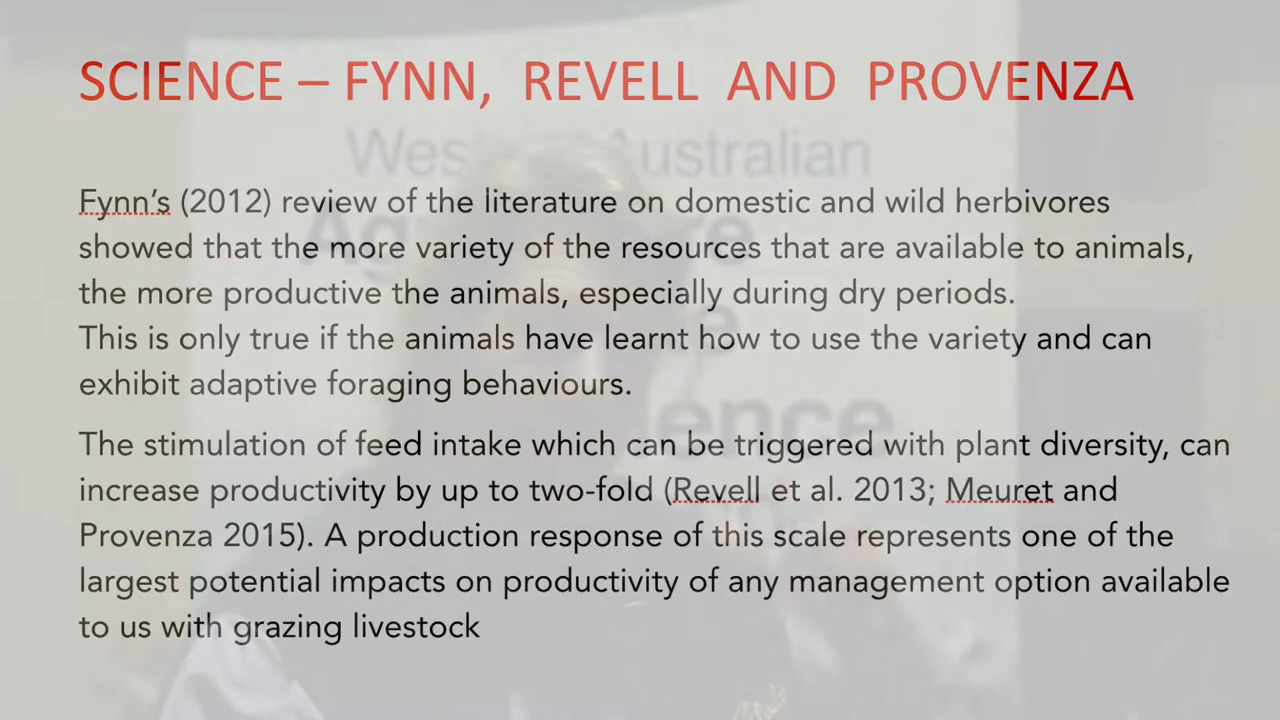 SCIENCE – FYNN, REVELL AND PROVENZA
Wes Australian
Fynn's (2012) review of the literature on domestic and wild herbivores
showed that the more variety of the resources that are available to animals,
the more productive the animals, especially during dry periods.
This is only true if the animals have learnt how to use the variety and can
exhibit adaptive foraging behaviours.
The stimulation of feed intake which can be triggered with plant diversity, can
increase productivity by up to two-fold (Revell et al. 2013; Meuret and
Provenza 2015). A production response of this scale represents one of the
largest potential impacts on productivity of any management option available
to us with grazing livestock